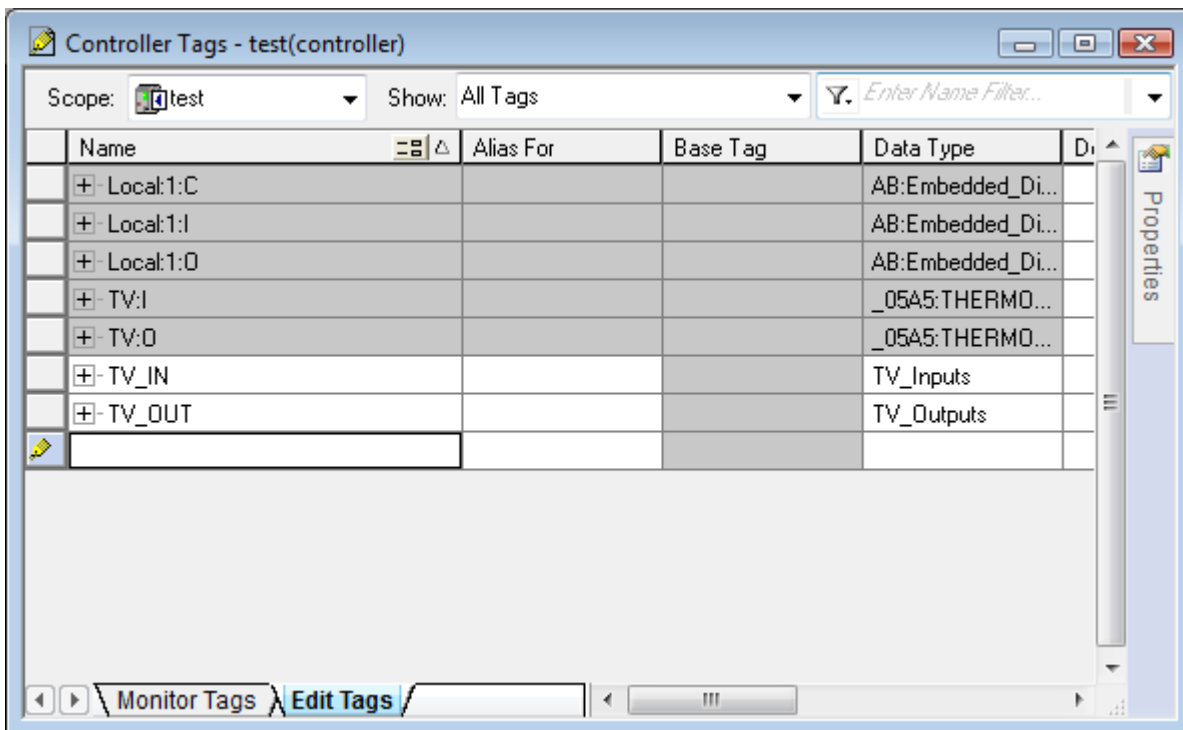 Controller Tags - test(controller)
Scope: test Show: All Tags Enter Name Filter...
Name Alias For Base Tag Data Type
Local:1:C AB:Embedded_Di...
Local:1:I AB:Embedded_Di...
Local:1:O AB:Embedded_Di...
TV:I _05A5:THERMO...
TV:O _05A5:THERMO...
TV_IN TV_Inputs
TV_OUT TV_Outputs
Monitor Tags Edit Tags
Properties